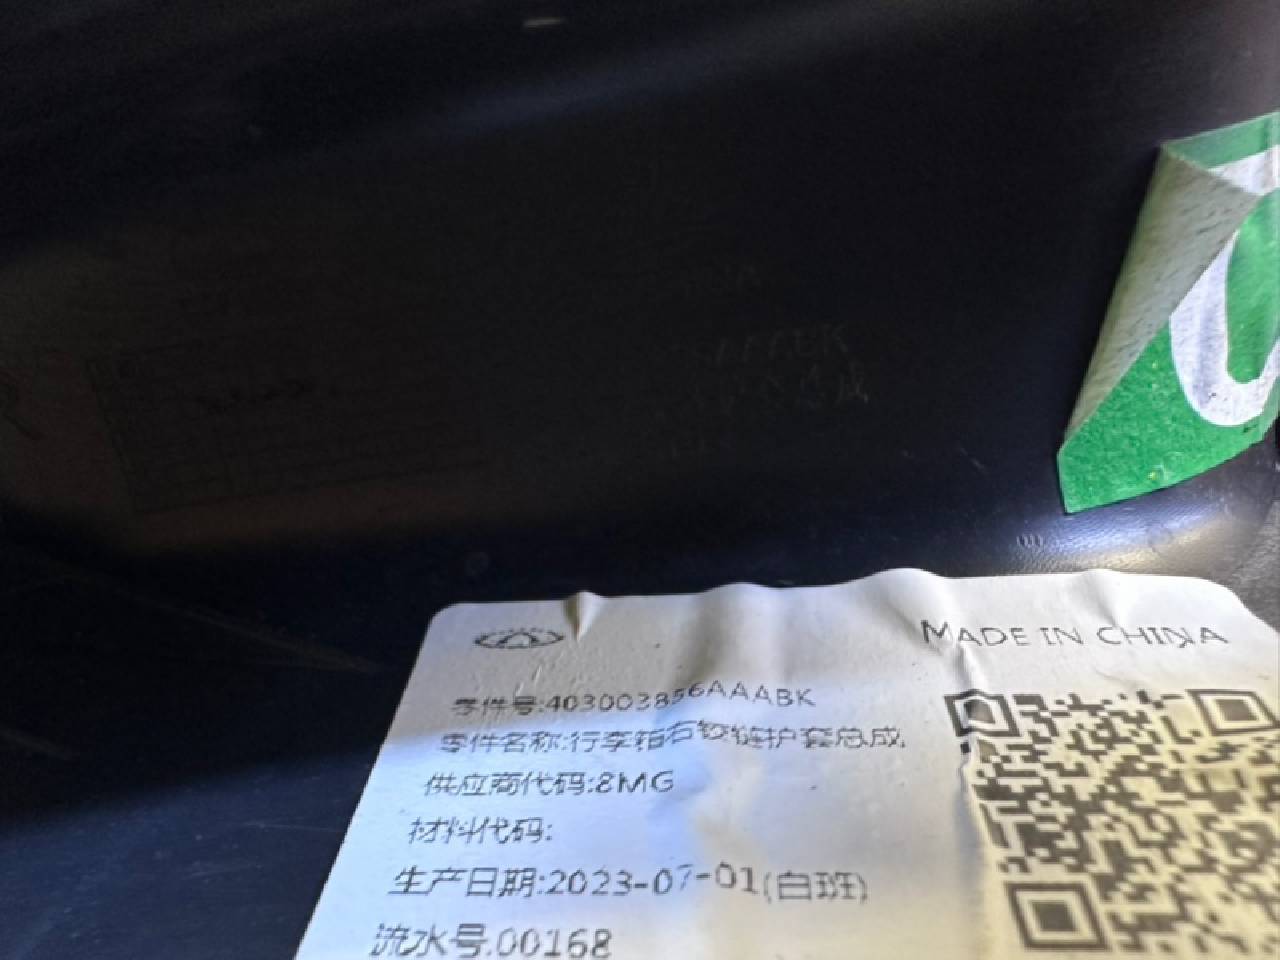 MADE IN CHINA
零件号:403003856AAABK
零件名称:行李箱右铰链护套总成
供应商代码:8MG
材料代码:
生产日期:2023-07-01(白班)
流水号:00168